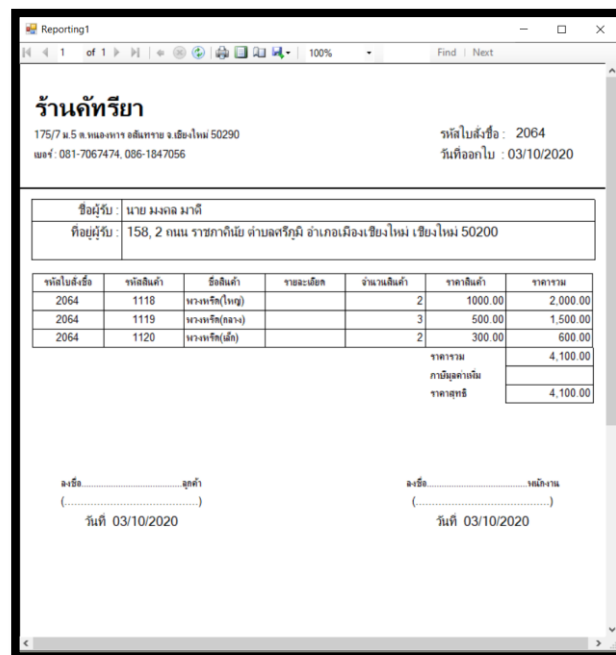 Reporting1
1 of 1 100% Find | Next
ร้านคัทรียา
175/7 ม.5 ต.หนองหาร อสันทราย จ.เชียงใหม่ 50290
เบอร์ : 081-7067474, 086-1847056
รหัสใบสั่งซื้อ : 2064
วันที่ออกใบ : 03/10/2020
ชื่อผู้รับ : นาย มงคล มาดี
ที่อยู่ผู้รับ : 158, 2 ถนน ราชภาคินัย ตำบลศรีภูมิ อำเภอเมืองเชียงใหม่ เชียงใหม่ 50200
รหัสใบสั่งซื้อ รหัสสินค้า ชื่อสินค้า รายละเอียด จำนวนสินค้า ราคาสินค้า ราคารวม
2064 1118 พวงหรีด(ใหญ่) 2 1000.00 2,000.00
2064 1119 พวงหรีด(กลาง) 3 500.00 1,500.00
2064 1120 พวงหรีด(เล็ก) 2 300.00 600.00
ราคารวม 4,100.00
ภาษีมูลค่าเพิ่ม
ราคาสุทธิ 4,100.00
ลงชื่อ..................................ลูกค้า ลงชื่อ..................................พนักงาน
(..............................................) (..............................................)
วันที่ 03/10/2020 วันที่ 03/10/2020